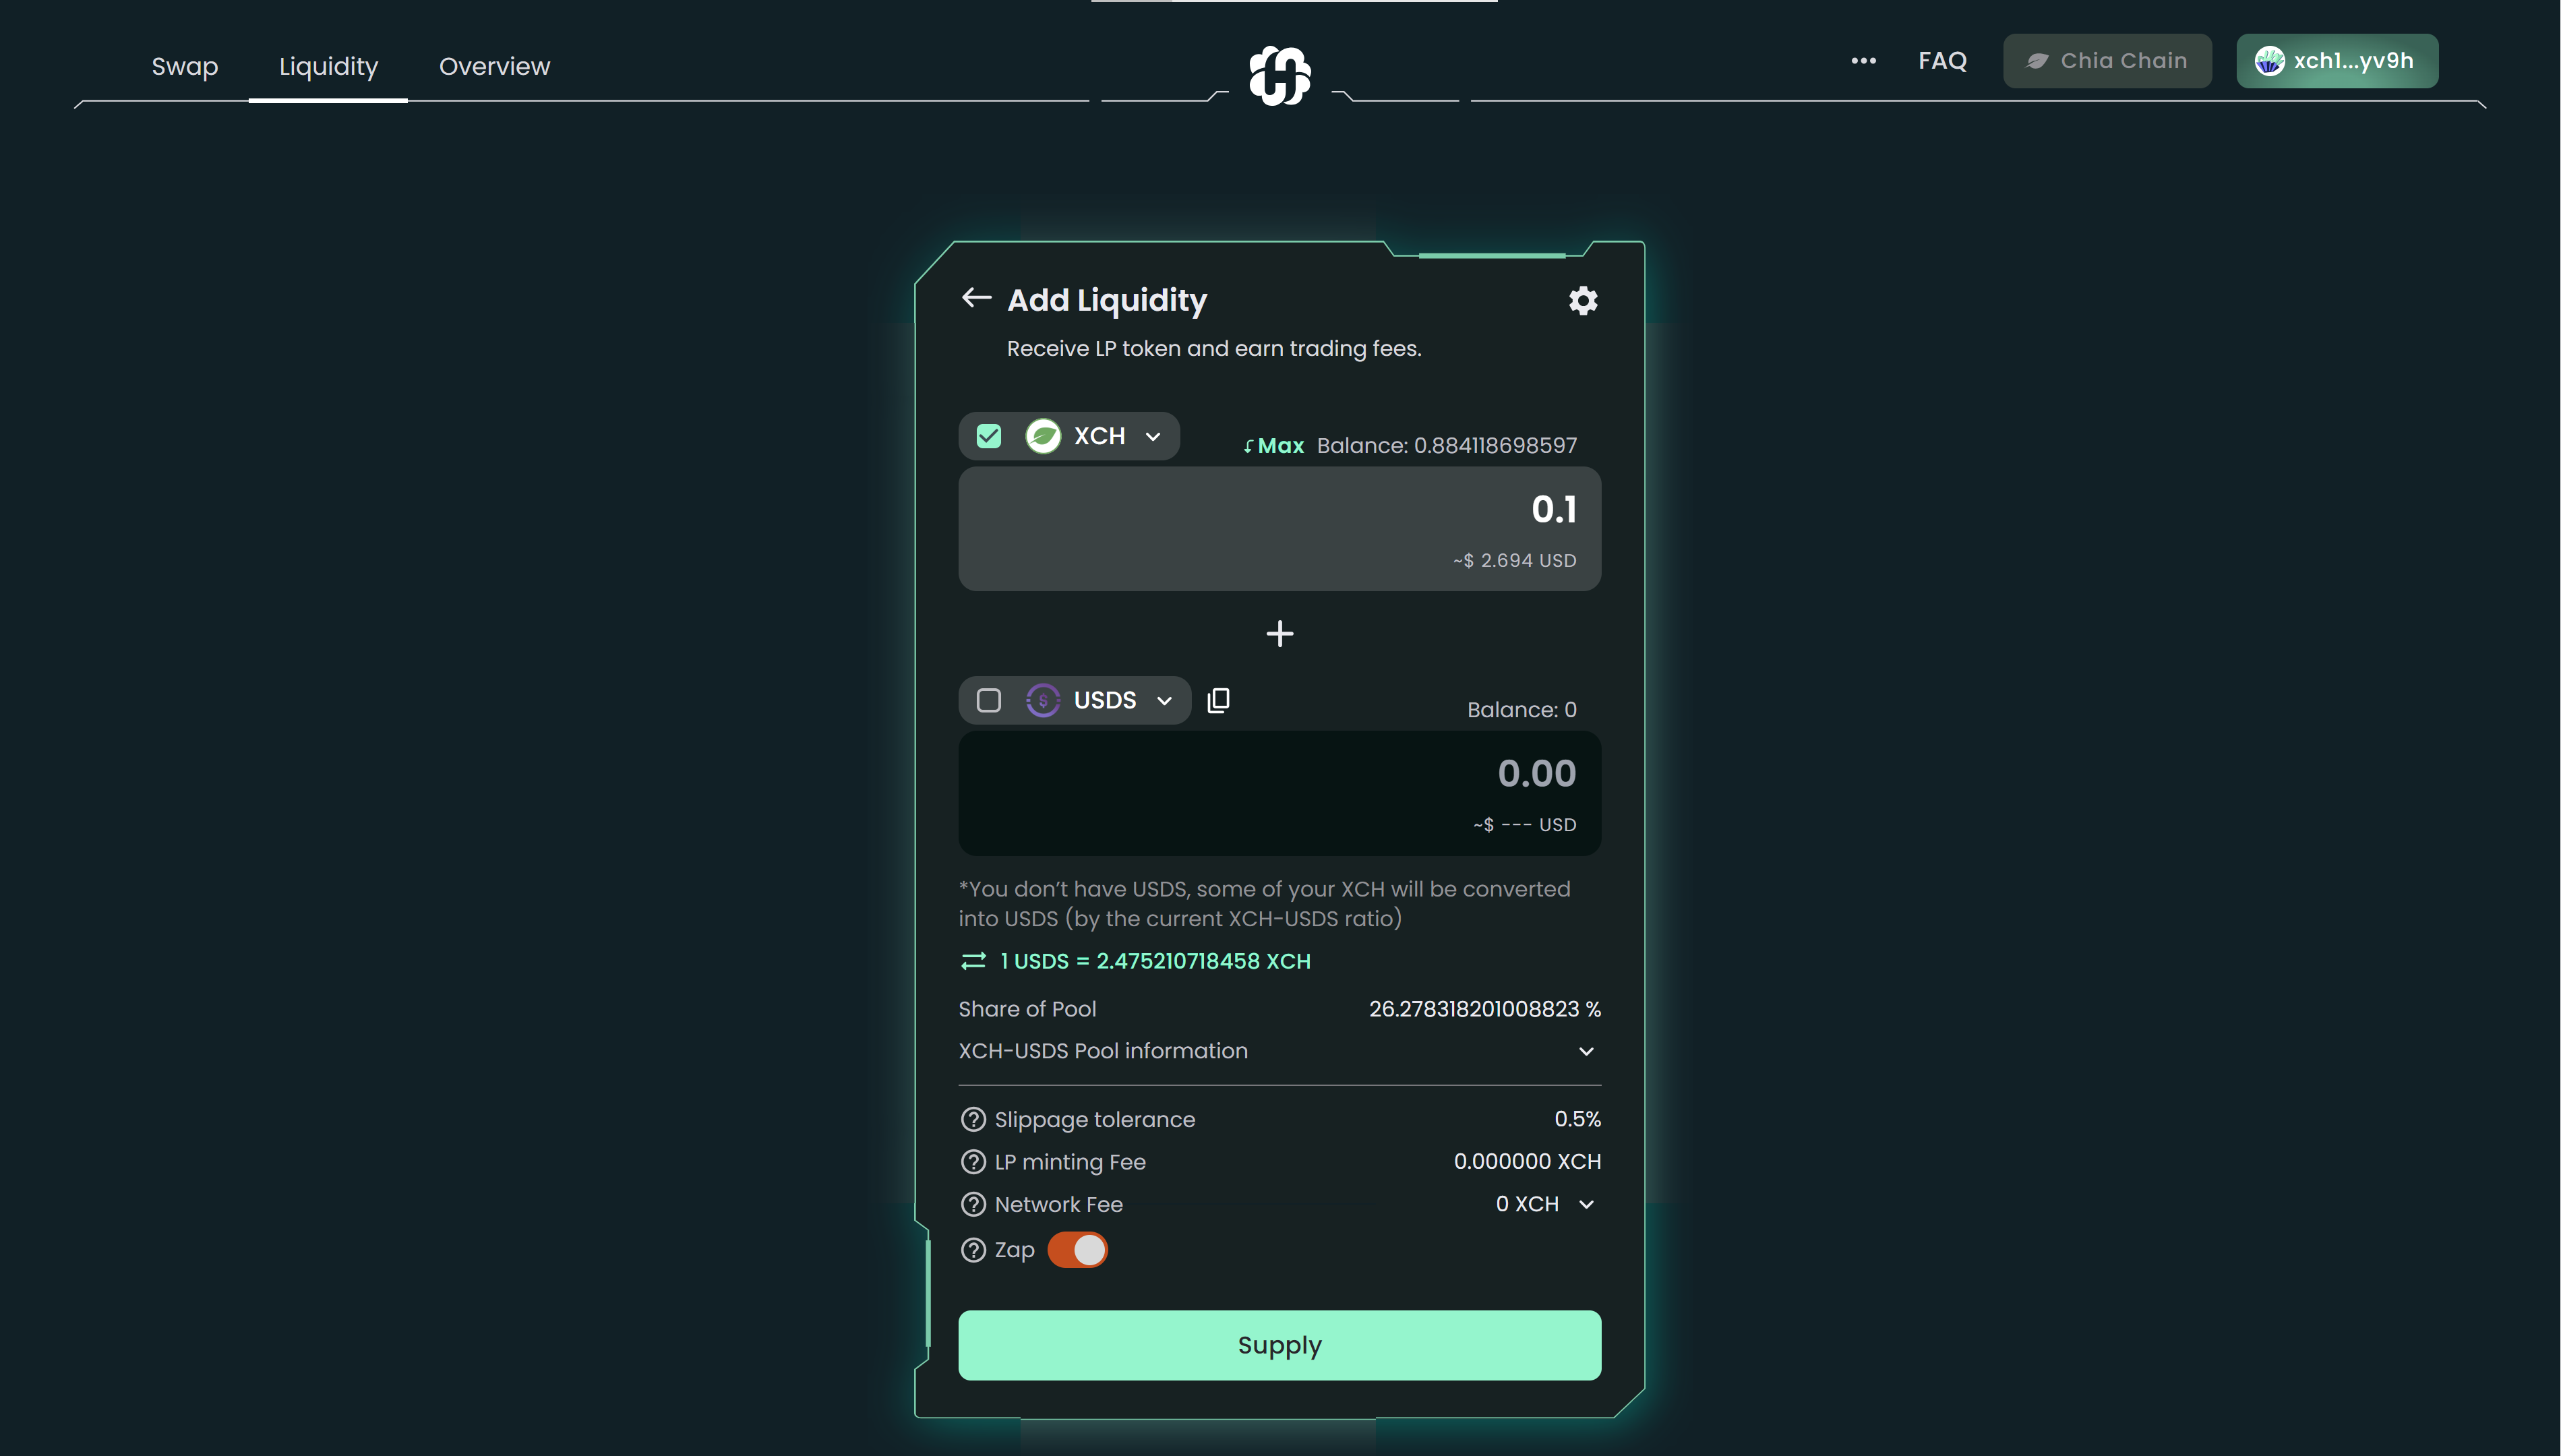 Swap Liquidity Overview
FAQ Chia Chain xch1...yv9h
Add Liquidity
Receive LP token and earn trading fees.
XCH
Max Balance: 0.884118698597
0.1
~$ 2.694 USD
USDS
Balance: 0
0.00
~$ --- USD
*You don’t have USDS, some of your XCH will be converted
into USDS (by the current XCH-USDS ratio)
1 USDS = 2.475210718458 XCH
Share of Pool 26.278318201008823 %
XCH-USDS Pool information
Slippage tolerance 0.5%
LP minting Fee 0.000000 XCH
Network Fee 0 XCH
Zap
Supply